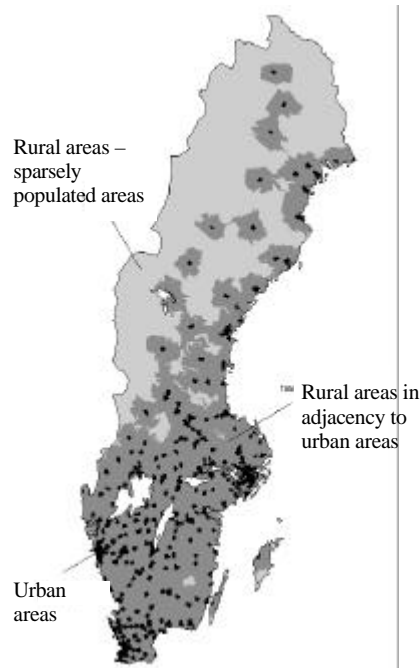 Rural areas –
sparsely
populated areas
Rural areas in
adjacency to
urban areas
Urban
areas